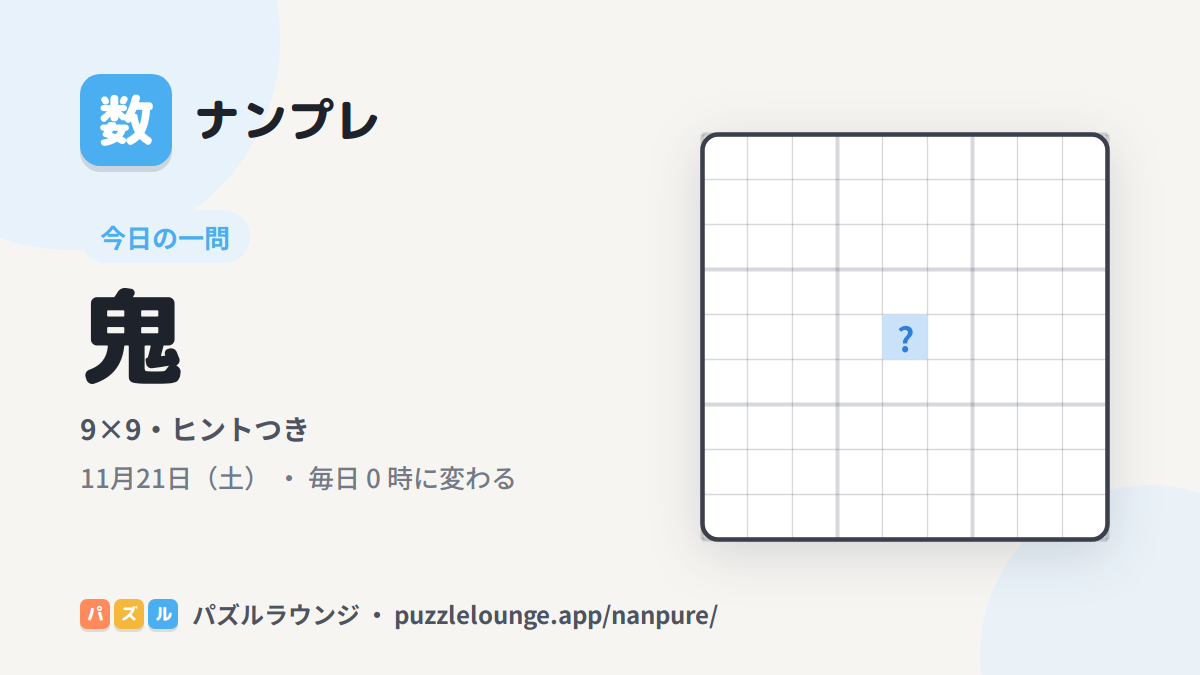 数 ナンプレ
今日の一問
鬼
9×9・ヒントつき
11月21日（土） ・ 毎日 0 時に変わる
?
パズル パズルラウンジ ・ puzzlelounge.app/nanpure/